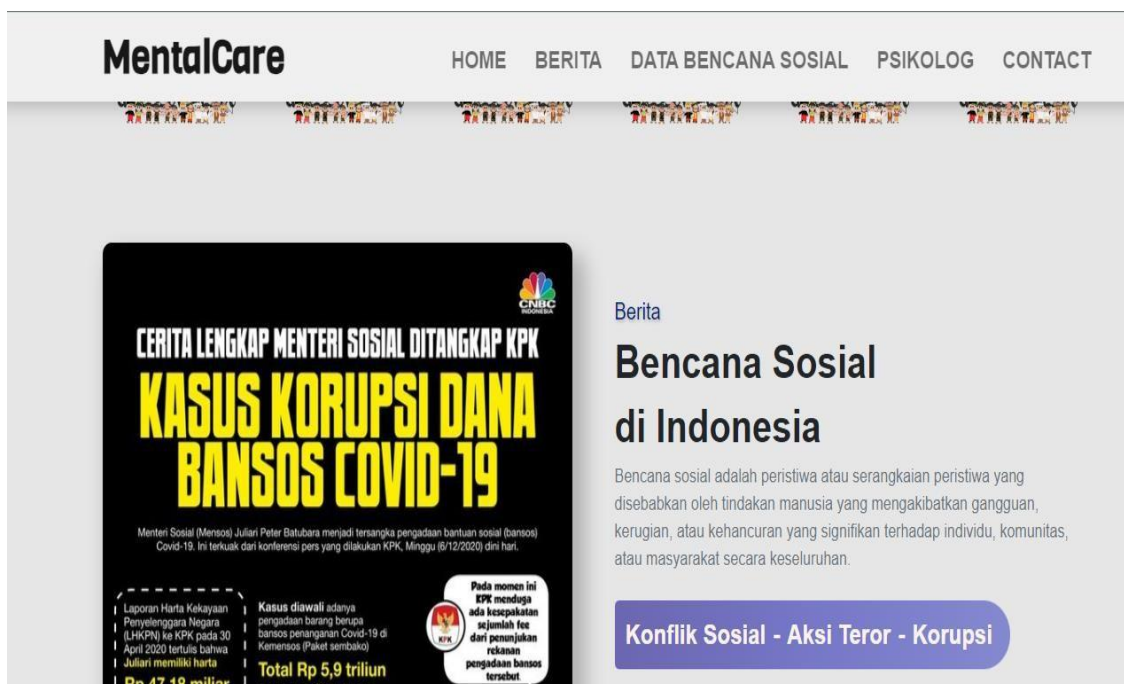 MentalCare
HOME BERITA DATA BENCANA SOSIAL PSIKOLOG CONTACT
CNBC
INDONESIA
CERITA LENGKAP MENTERI SOSIAL DITANGKAP KPK
KASUS KORUPSI DANA
BANSOS COVID-19
Menteri Sosial (Mensos) Juliari Peter Batubara menjadi tersangka pengadaan bantuan sosial (bansos)
Covid-19. Ini terkuak dari konferensi pers yang dilakukan KPK, Minggu (6/12/2020) dini hari.
Laporan Harta Kekayaan
Penyelenggara Negara
(LHKPN) ke KPK pada 30
April 2020 tertulis bahwa
Juliari memiliki harta
Rp 47,18 miliar
Kasus diawali adanya
pengadaan barang berupa
bansos penanganan Covid-19 di
Kemensos (Paket sembako)
Total Rp 5,9 triliun
KPK
Pada momen ini
KPK menduga
ada kesepakatan
sejumlah fee
dari penunjukan
rekanan
pengadaan bansos
tersebut
Berita
Bencana Sosial
di Indonesia
Bencana sosial adalah peristiwa atau serangkaian peristiwa yang
disebabkan oleh tindakan manusia yang mengakibatkan gangguan,
kerugian, atau kehancuran yang signifikan terhadap individu, komunitas,
atau masyarakat secara keseluruhan.
Konflik Sosial - Aksi Teror - Korupsi